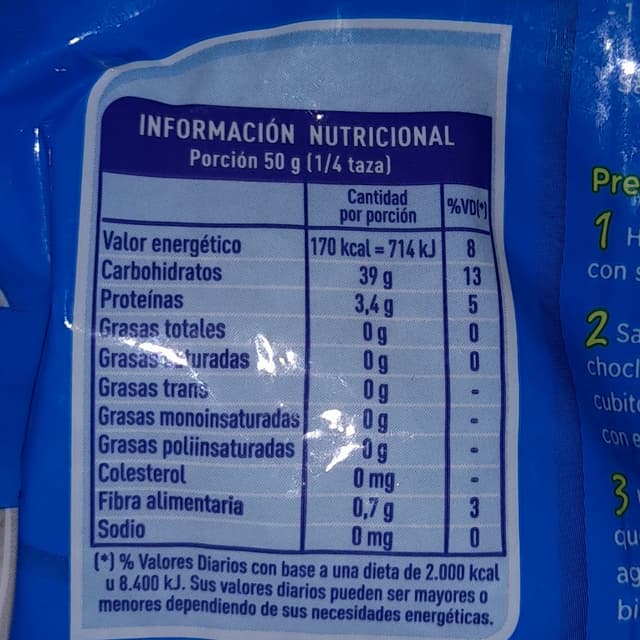 INFORMACIÓN NUTRICIONAL
Porción 50 g (1/4 taza)
Cantidad por porción %VD(*)
Valor energético 170 kcal = 714 kJ 8
Carbohidratos 39 g 13
Proteínas 3,4 g 5
Grasas totales 0 g 0
Grasas 0 g 0
Grasas trans 0 g -
Grasas monoinsaturadas 0 g -
Grasas poliinsaturadas 0 g -
Colesterol 0 mg -
Fibra alimentaria 0,7 g 3
Sodio 0 mg 0
(*) % Valores Diarios con base a una dieta de 2.000 kcal
u 8.400 kJ. Sus valores diarios pueden ser mayores o
menores dependiendo de sus necesidades energéticas.
Pre
1 H
con s
2 Sa
chocl
cubit
con e
3
qu
ag
bi